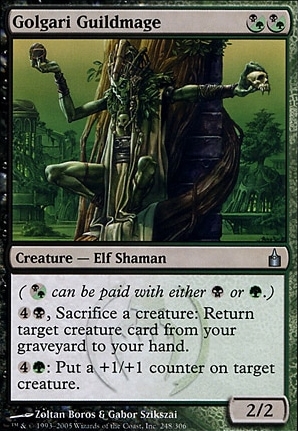 Golgari Guildmage
Creature — Elf Shaman
( can be paid with either or .)
4 , Sacrifice a creature: Return
target creature card from your
graveyard to your hand.
4 : Put a +1/+1 counter on target
creature.
2/2
Zoltan Boros & Gabor Szikszai
™ & © 1993–2005 Wizards of the Coast, Inc. 248/306